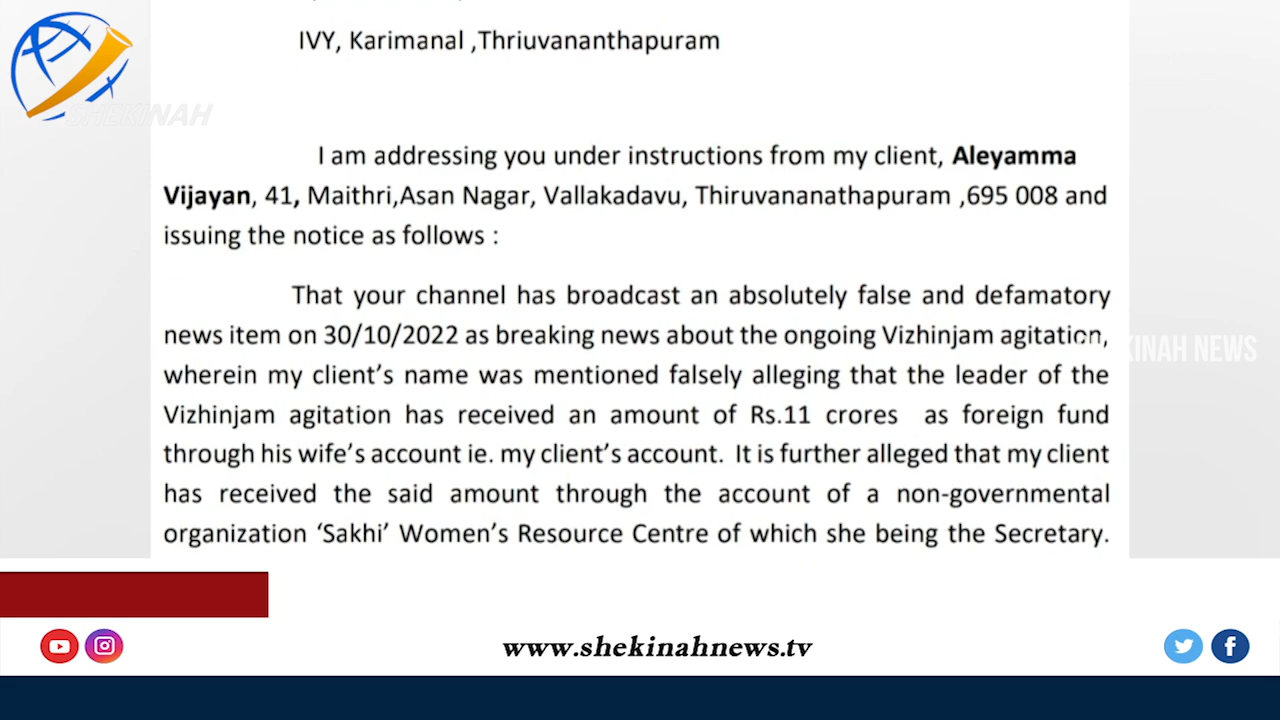 IVY, Karimanal ,Thriuvananthapuram
SHEKINAH
I am addressing you under instructions from my client, Aleyamma
Vijayan, 41, Maithri,Asan Nagar, Vallakadavu, Thiruvananathapuram ,695 008 and
issuing the notice as follows :
That your channel has broadcast an absolutely false and defamatory
news item on 30/10/2022 as breaking news about the ongoing Vizhinjam agitation,
wherein my client's name was mentioned falsely alleging that the leader of the
Vizhinjam agitation has received an amount of Rs.11 crores as foreign fund
through his wife's account ie. my client's account. It is further alleged that my client
has received the said amount through the account of a non-governmental
organization 'Sakhi' Women's Resource Centre of which she being the Secretary.
SHEKINAH NEWS
www.shekinahnews.tv